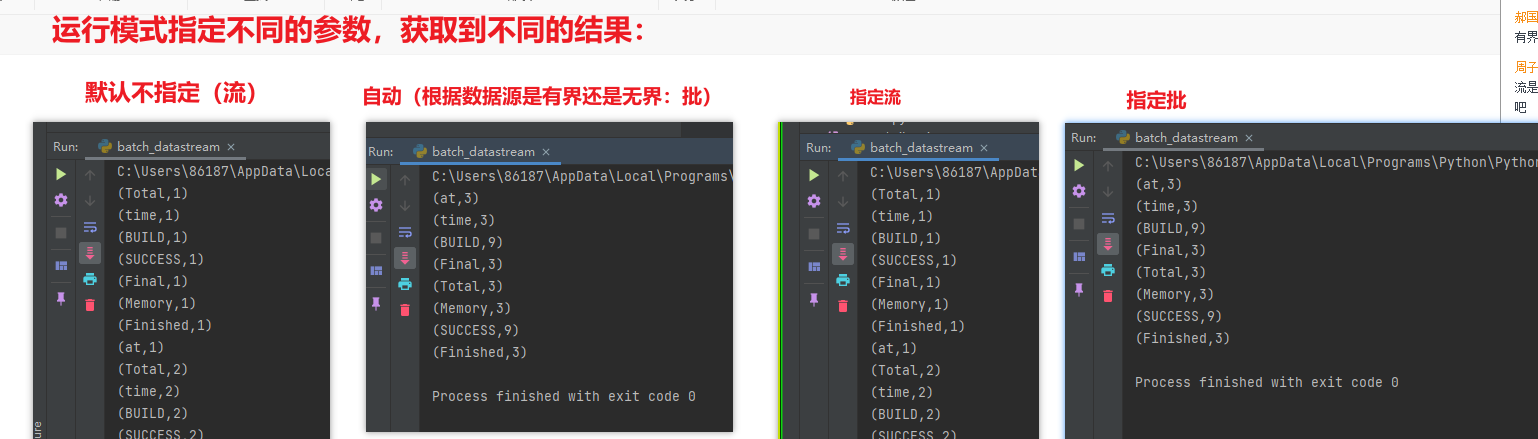 运行模式指定不同的参数，获取到不同的结果：
郝国
有界
周子
流是
吧
默认不指定（流）
自动（根据数据源是有界还是无界：批）
指定流
指定批
Run: batch_datastream ×
C:\Users\86187\AppData\Loca
(Total,1)
(time,1)
(BUILD,1)
(SUCCESS,1)
(Final,1)
(Memory,1)
(Finished,1)
(at,1)
(Total,2)
(time,2)
(BUILD,2)
(SUCCESS,2)
ure
Run: batch_datastream ×
C:\Users\86187\AppData\Local\Programs\
(at,3)
(time,3)
(BUILD,9)
(Final,3)
(Total,3)
(Memory,3)
(SUCCESS,9)
(Finished,3)
Process finished with exit code 0
Run: batch_datastream ×
C:\Users\86187\AppDat
(Total,1)
(time,1)
(BUILD,1)
(SUCCESS,1)
(Final,1)
(Memory,1)
(Finished,1)
(at,1)
(Total,2)
(time,2)
(BUILD,2)
(SUCCESS,2)
Run: batch_datastream ×
C:\Users\86187\AppData\Local\Programs\Python\Python
(at,3)
(time,3)
(BUILD,9)
(Final,3)
(Total,3)
(Memory,3)
(SUCCESS,9)
(Finished,3)
Process finished with exit code 0